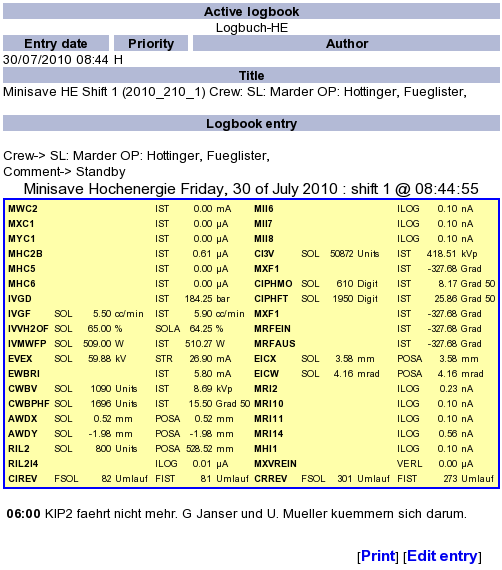 Active logbook
Logbuch-HE
Entry date Priority Author
30/07/2010 08:44 H
Title
Minisave HE Shift 1 (2010_210_1) Crew: SL: Marder OP: Hottinger, Fueglister,
Logbook entry
Crew-> SL: Marder OP: Hottinger, Fueglister,
Comment-> Standby
Minisave Hochenergie Friday, 30 of July 2010 : shift 1 @ 08:44:55
MWC2 IST 0.00 mA MII6 ILOG 0.10 nA
MXC1 IST 0.00 µA MII7 ILOG 0.10 nA
MYC1 IST 0.00 µA MII8 ILOG 0.10 nA
MHC2B IST 0.61 µA CI3V SOL 50872 Units IST 418.51 kVp
MHC5 IST 0.00 µA MXF1 IST -327.68 Grad
MHC6 IST 0.00 µA CIPHMO SOL 610 Digit IST 8.17 Grad 50
IVGD IST 184.25 bar CIPHFT SOL 1950 Digit IST 25.86 Grad 50
IVGF SOL 5.50 cc/min IST 5.90 cc/min MXF1 IST -327.68 Grad
IVVH2OF SOL 65.00 % SOLA 64.25 % MRFEIN IST -327.68 Grad
IVMWFP SOL 509.00 W IST 510.27 W MRFAUS IST -327.68 Grad
EVEX SOL 59.88 kV STR 26.90 mA EICX SOL 3.58 mm POSA 3.58 mm
EWBRI IST 5.80 mA EICW SOL 4.16 mrad POSA 4.16 mrad
CWBV SOL 1090 Units IST 8.69 kVp MRI2 ILOG 0.23 nA
CWBPHF SOL 1696 Units IST 15.50 Grad 50 MRI10 ILOG 0.10 nA
AWDX SOL 0.52 mm POSA 0.52 mm MRI11 ILOG 0.10 nA
AWDY SOL -1.98 mm POSA -1.98 mm MRI14 ILOG 0.56 nA
RIL2 SOL 800 Units POSA 528.52 mm MHI1 ILOG 0.10 nA
RIL2I4 ILOG 0.01 µA MXVREIN VERL 0.00 µA
CIREV FSOL 82 Umlauf FIST 81 Umlauf CRREV FSOL 301 Umlauf FIST 273 Umlauf
06:00 KIP2 faehrt nicht mehr. G Janser und U. Mueller kuemmern sich darum.
[Print] [Edit entry]